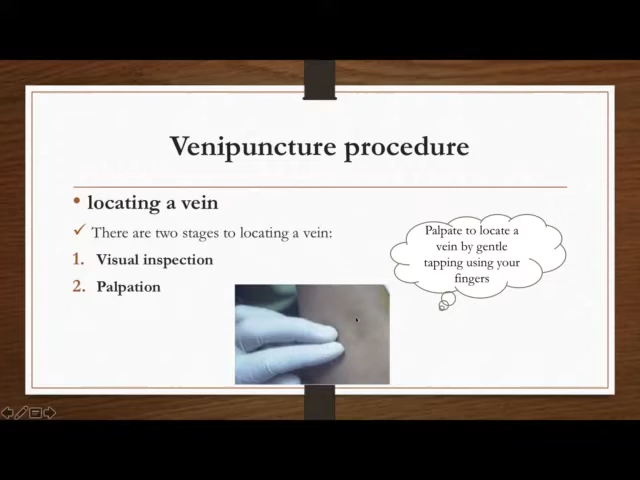 Venipuncture procedure
• locating a vein
✓ There are two stages to locating a vein:
1. Visual inspection
2. Palpation
Palpate to locate a
vein by gentle
tapping using your
fingers